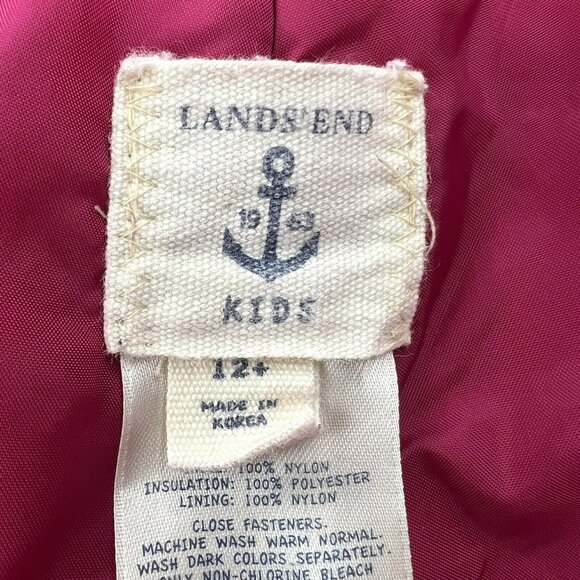 LANDS' END
19 63
KIDS
12+
MADE IN
KOREA
100% NYLON
INSULATION: 100% POLYESTER
LINING: 100% NYLON
CLOSE FASTENERS.
MACHINE WASH WARM NORMAL.
WASH DARK COLORS SEPARATELY.
ONLY NON-CHLORINE BLEACH